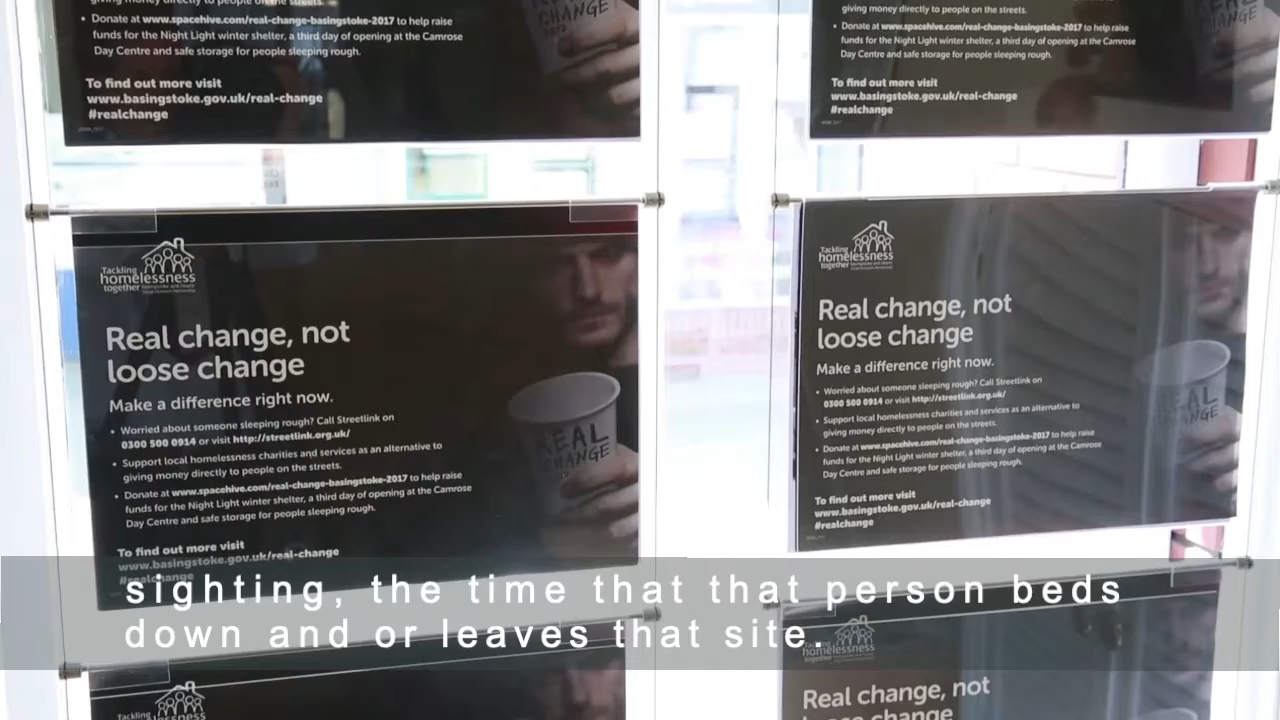 giving money directly to people on the streets.
• Donate at www.spacehive.com/real-change-basingstoke-2017 to help raise
funds for the Night Light winter shelter, a third day of opening at the Camrose
Day Centre and safe storage for people sleeping rough.
To find out more visit
www.basingstoke.gov.uk/real-change
#realchange
CHANGE
giving money directly to people on the streets.
• Donate at www.spacehive.com/real-change-basingstoke-2017 to help raise
funds for the Night Light winter shelter, a third day of opening at the Camrose
Day Centre and safe storage for people sleeping rough.
To find out more visit
www.basingstoke.gov.uk/real-change
#realchange
REAL
CHANGE
Tackling
homelessness
together
Real change, not
loose change
Make a difference right now.
• Worried about someone sleeping rough? Call Streetlink on
0300 500 0914 or visit http://streetlink.org.uk/
• Support local homelessness charities and services as an alternative to
giving money directly to people on the streets.
• Donate at www.spacehive.com/real-change-basingstoke-2017 to help raise
funds for the Night Light winter shelter, a third day of opening at the Camrose
Day Centre and safe storage for people sleeping rough.
To find out more visit
www.basingstoke.gov.uk/real-change
#realchange
REAL
CHANGE
Tackling
homelessness
together
Real change, not
loose change
Make a difference right now.
• Worried about someone sleeping rough? Call Streetlink on
0300 500 0914 or visit http://streetlink.org.uk/
• Support local homelessness charities and services as an alternative to
giving money directly to people on the streets.
• Donate at www.spacehive.com/real-change-basingstoke-2017 to help raise
funds for the Night Light winter shelter, a third day of opening at the Camrose
Day Centre and safe storage for people sleeping rough.
To find out more visit
www.basingstoke.gov.uk/real-change
#realchange
REAL
CHANGE
sighting, the time that that person beds
down and or leaves that site.
Tackling
homelessness
homelessness
together
Real change, not
loose change